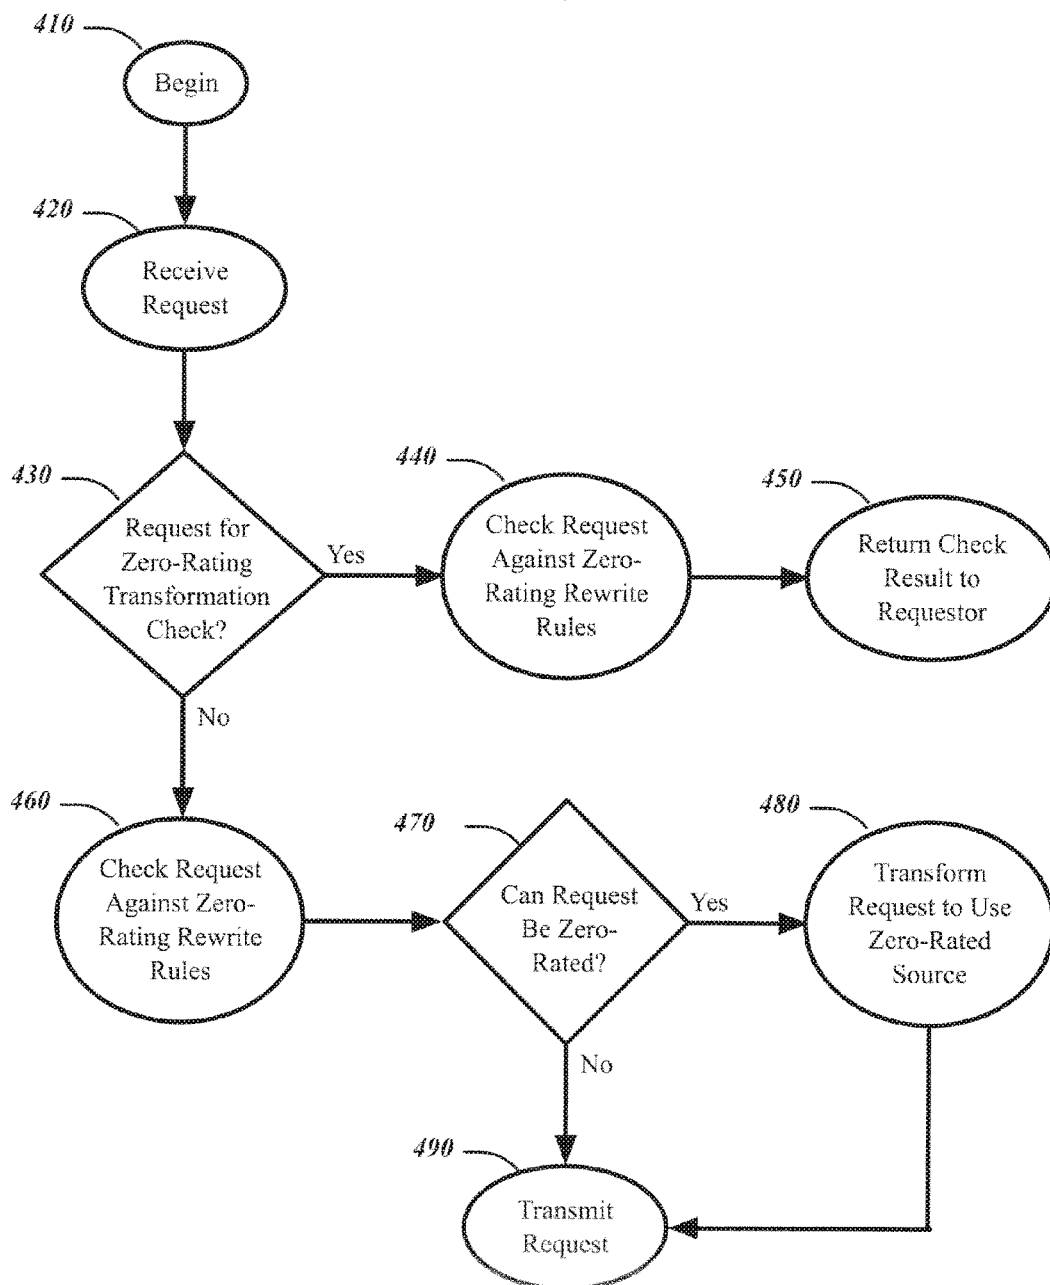 410
Begin
420
Receive
Request
430
Request for
Zero-Rating
Transformation
Check?
Yes
440
Check Request
Against Zero-
Rating Rewrite
Rules
450
Return Check
Result to
Requestor
No
460
Check Request
Against Zero-
Rating Rewrite
Rules
470
Can Request
Be Zero-
Rated?
Yes
480
Transform
Request to Use
Zero-Rated
Source
No
490
Transmit
Request